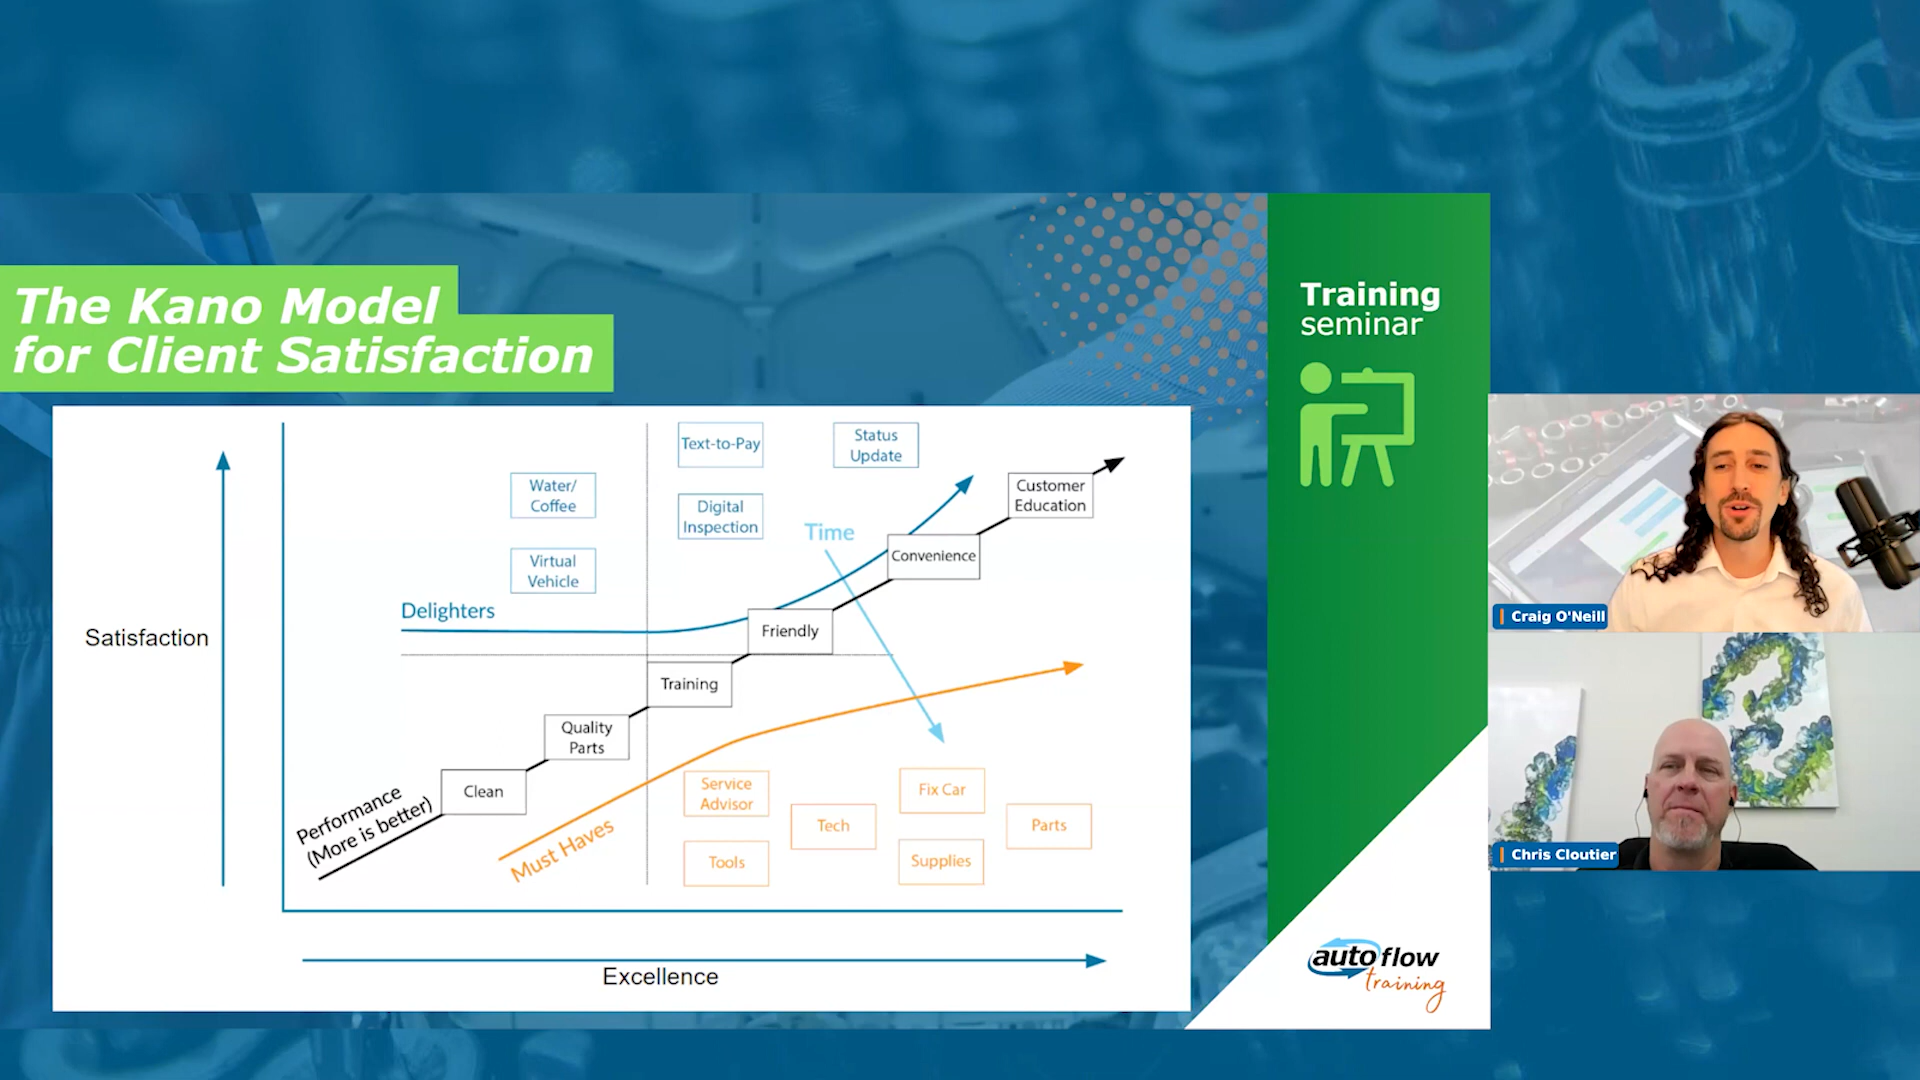 The Kano Model
for Client Satisfaction
Training
seminar
Satisfaction
Text-to-Pay
Status
Update
Water/
Coffee
Digital
Inspection
Customer
Education
Time
Convenience
Virtual
Vehicle
Delighters
Friendly
Training
Quality
Parts
Clean
Performance
(More is better)
Must Haves
Service
Advisor
Fix Car
Tech
Parts
Tools
Supplies
Excellence
Craig O'Neill
Chris Cloutier
auto flow
training